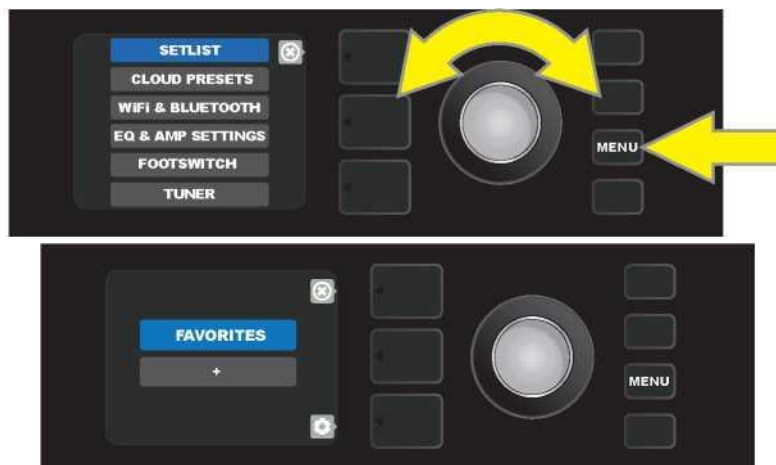 SETLIST
CLOUD PRESETS
WiFi & BLUETOOTH
EQ & AMP SETTINGS
FOOTSWITCH
TUNER
MENU
FAVORITES
+
MENU